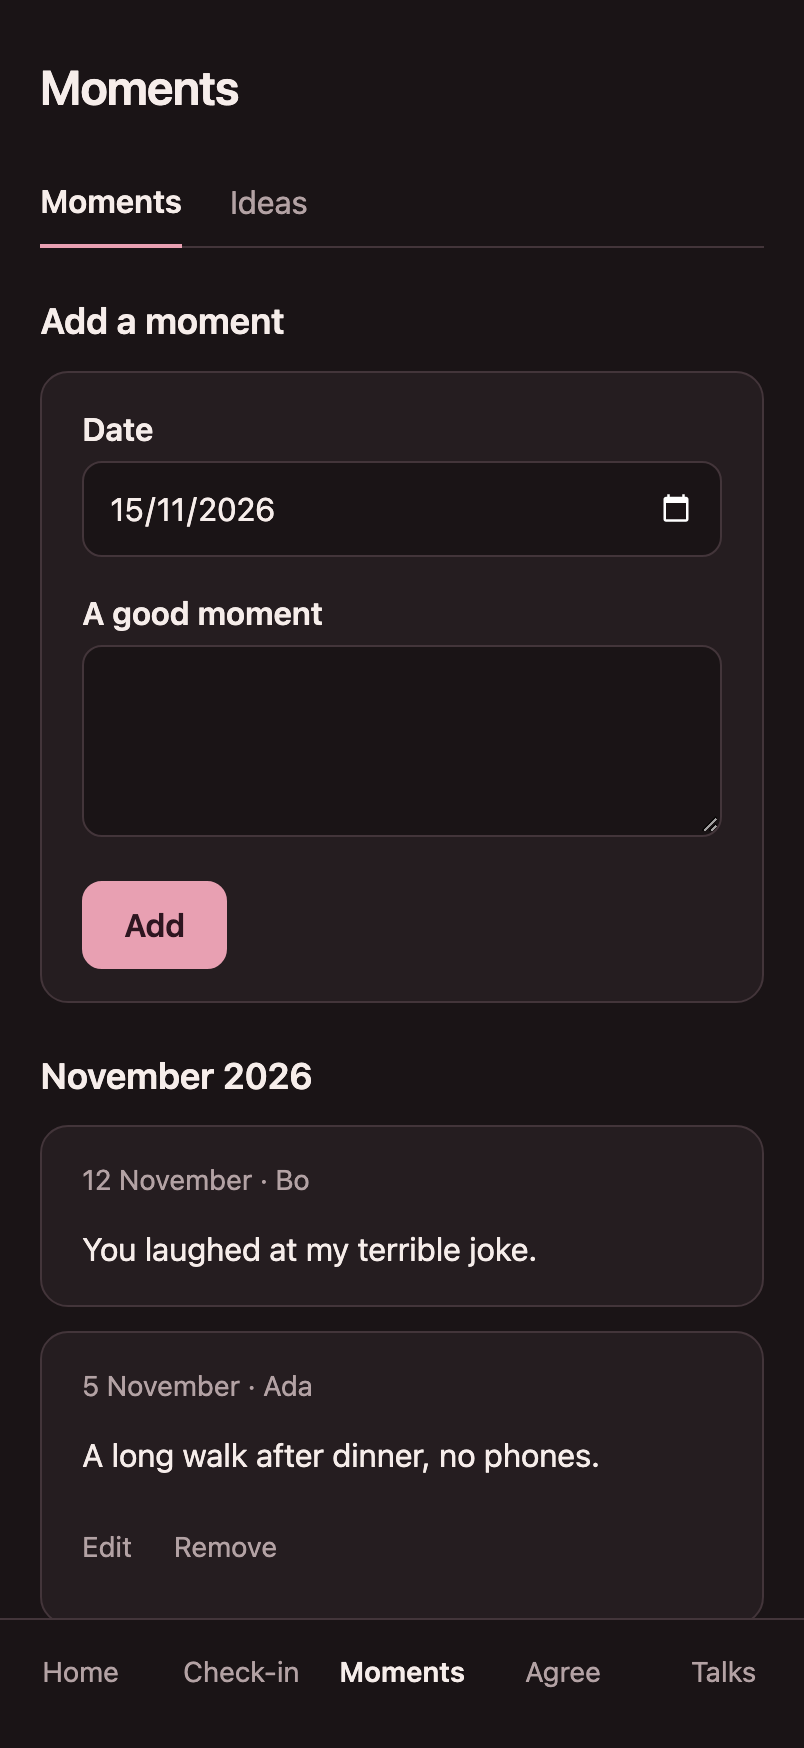 Moments
Moments Ideas
Add a moment
Date
15/11/2026
A good moment
Add
November 2026
12 November · Bo
You laughed at my terrible joke.
5 November · Ada
A long walk after dinner, no phones.
Edit Remove
Home Check-in Moments Agree Talks